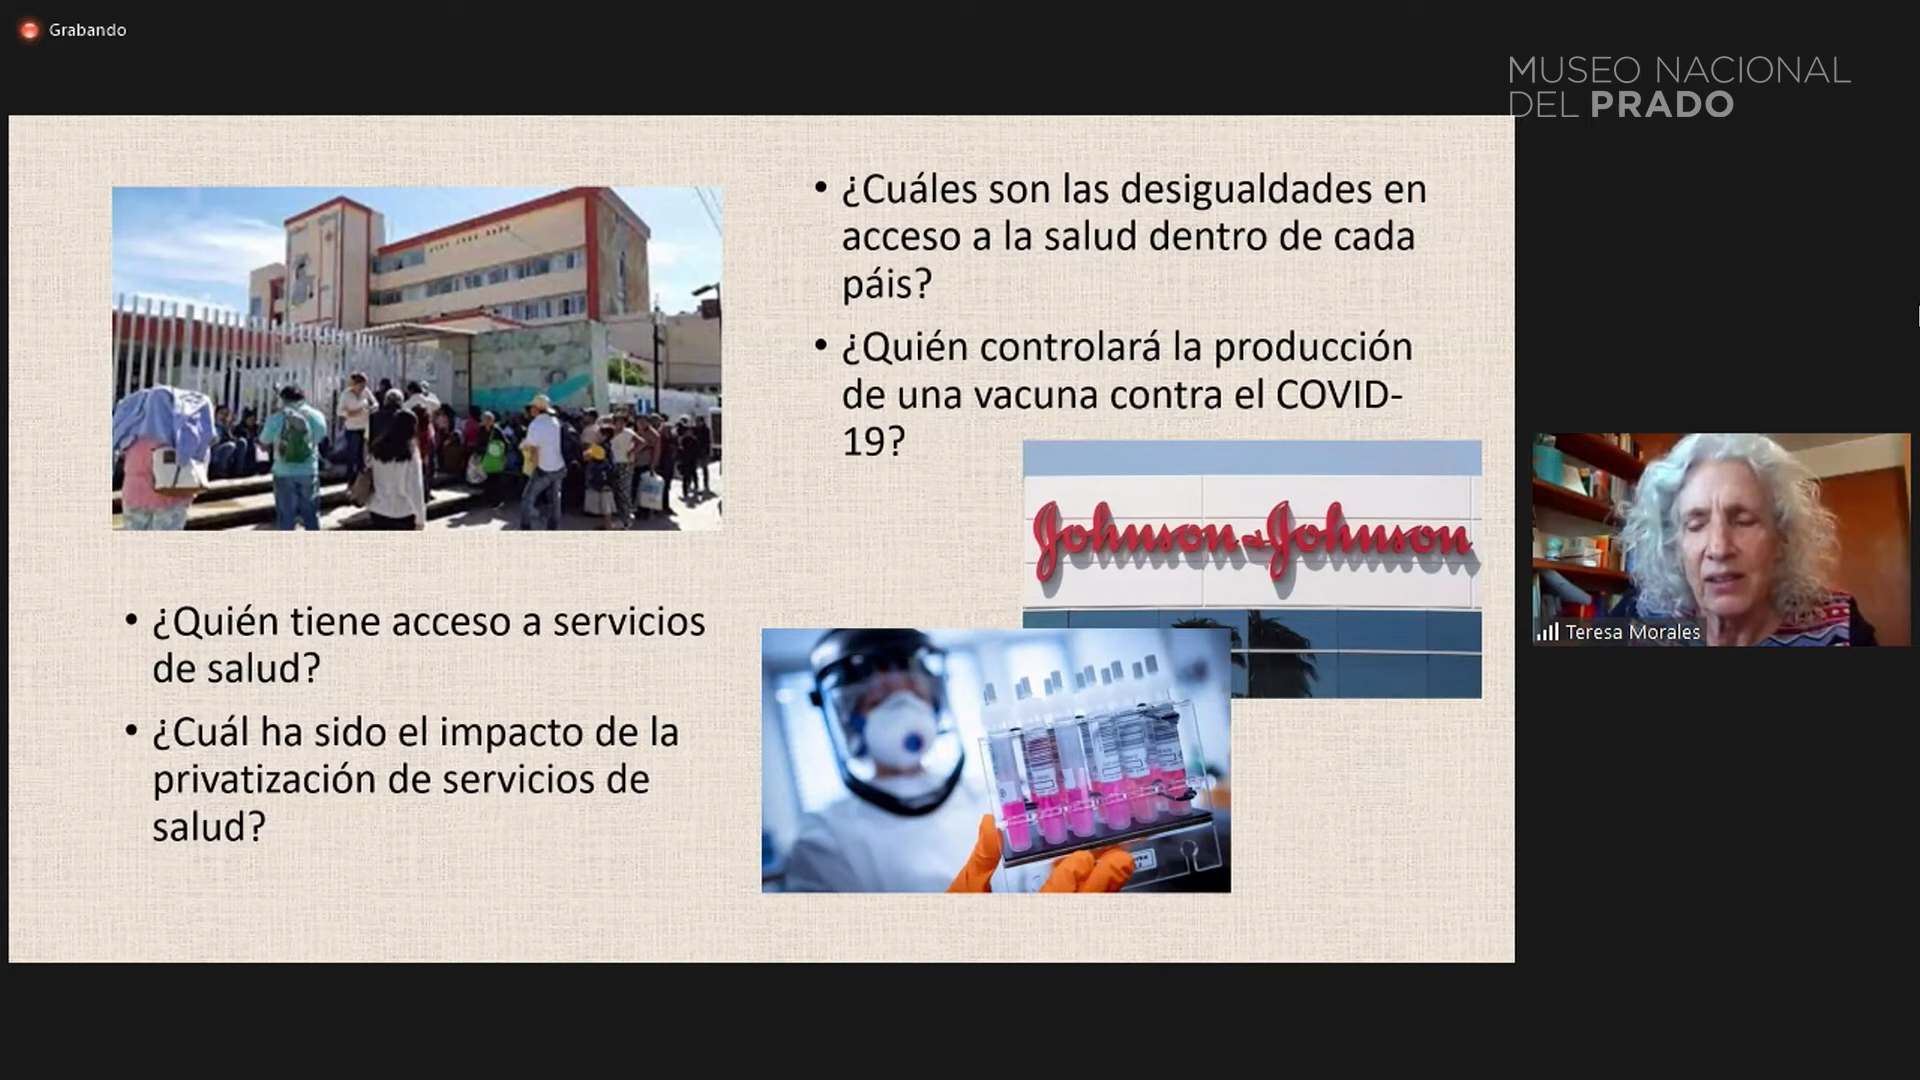 Grabando
MUSEO NACIONAL
DEL PRADO
• ¿Cuáles son las desigualdades en
acceso a la salud dentro de cada
páis?
• ¿Quién controlará la producción
de una vacuna contra el COVID-
19?
Johnson & Johnson
• ¿Quién tiene acceso a servicios
de salud?
• ¿Cuál ha sido el impacto de la
privatización de servicios de
salud?
Teresa Morales